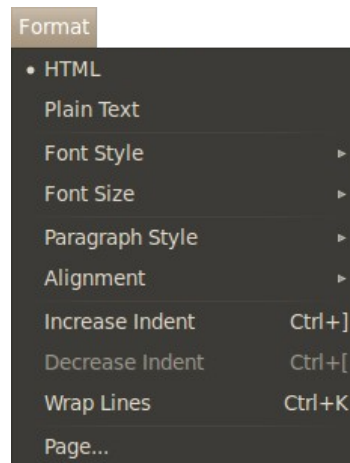 Format
HTML
Plain Text
Font Style
Font Size
Paragraph Style
Alignment
Increase Indent Ctrl+]
Decrease Indent Ctrl+[
Wrap Lines Ctrl+K
Page...